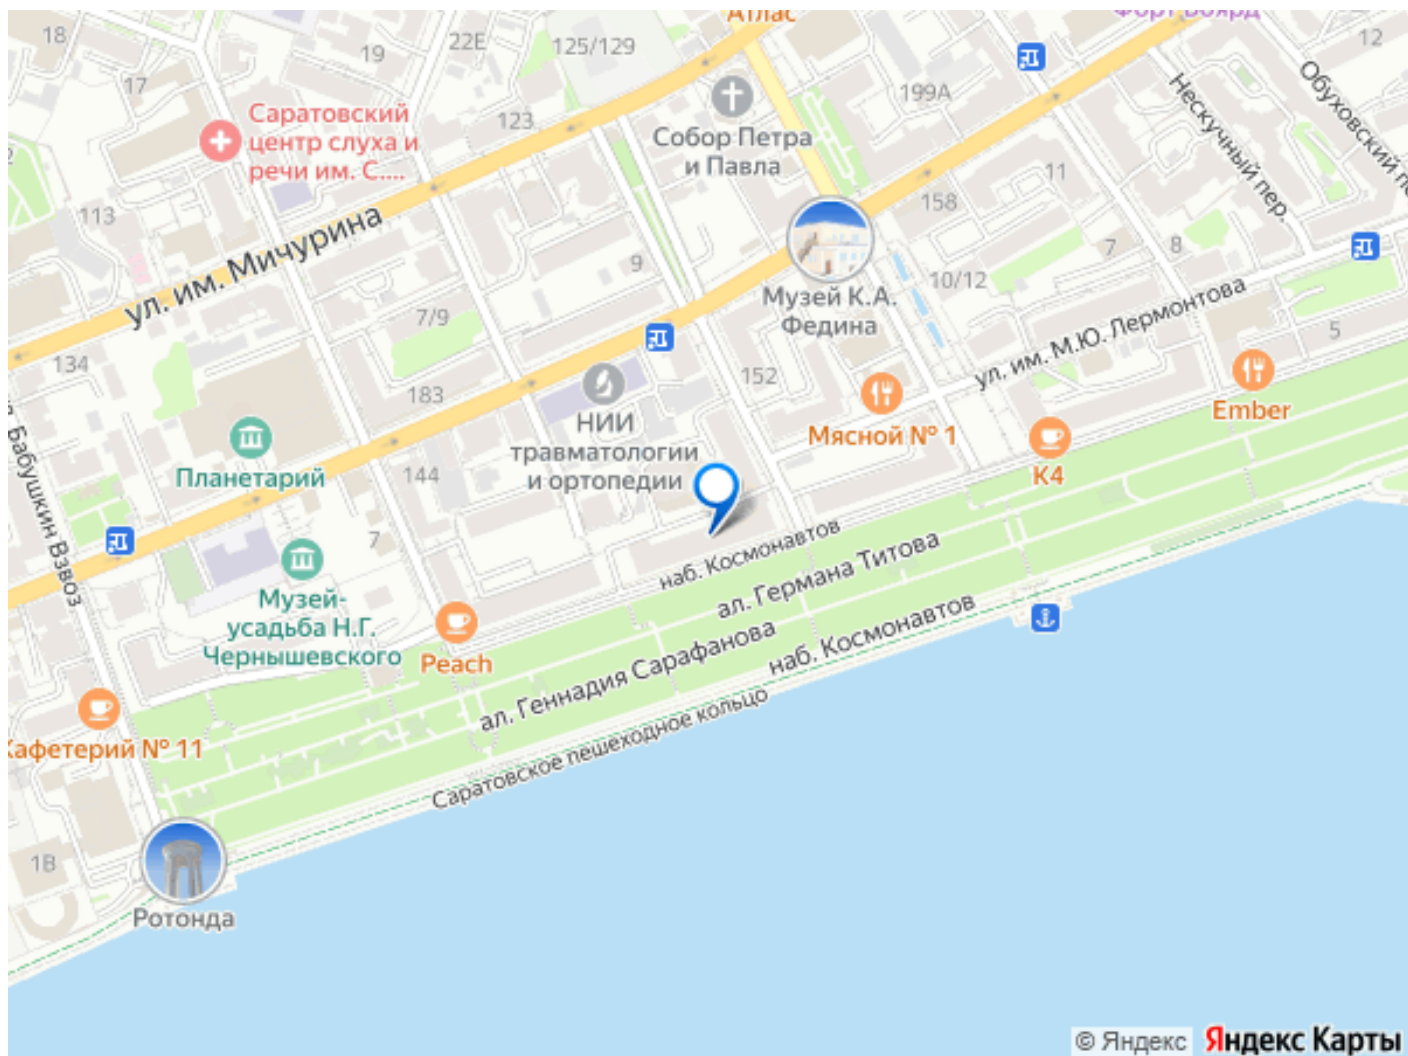 Атлас
Форт Боярд
18
22Е
125/129
19
12
17
199А
Обуховский
Нескучный пер.
Саратовский
центр слуха и
речи им. С....
123
Собор Петра
и Павла
11
113
158
ул. им. Мичурина
9
7
8
10/12
Музей К.А.
Федина
7/9
ул. им. М.Ю. Лермонтова
5
134
183
152
Ember
НИИ
травматологии
и ортопедии
Мясной № 1
Бабушкин Взвоз
Планетарий
144
К4
7
наб. Космонавтов
ал. Германа Титова
Музей-
усадьба Н.Г.
Чернышевского
Peach
ал. Геннадия Сарафанова
наб. Космонавтов
Саратовское пешеходное кольцо
Кафетерий № 11
1В
Ротонда
© Яндекс Яндекс Карты